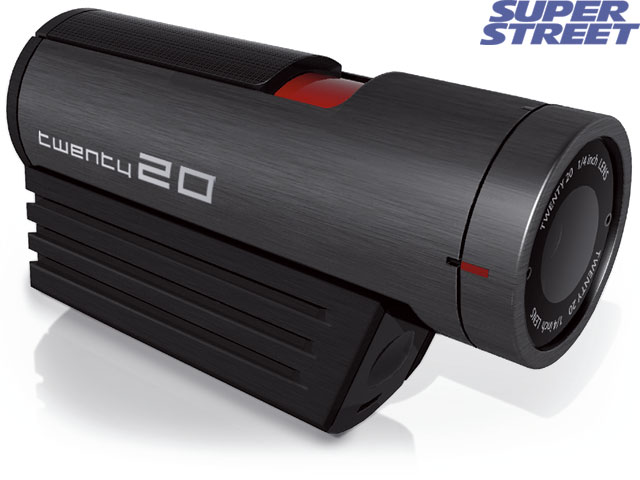 SUPER
STREET
twenty20
TWENTY 20 1/4 inch LENS
TWENTY 20 1/4 inch LENS